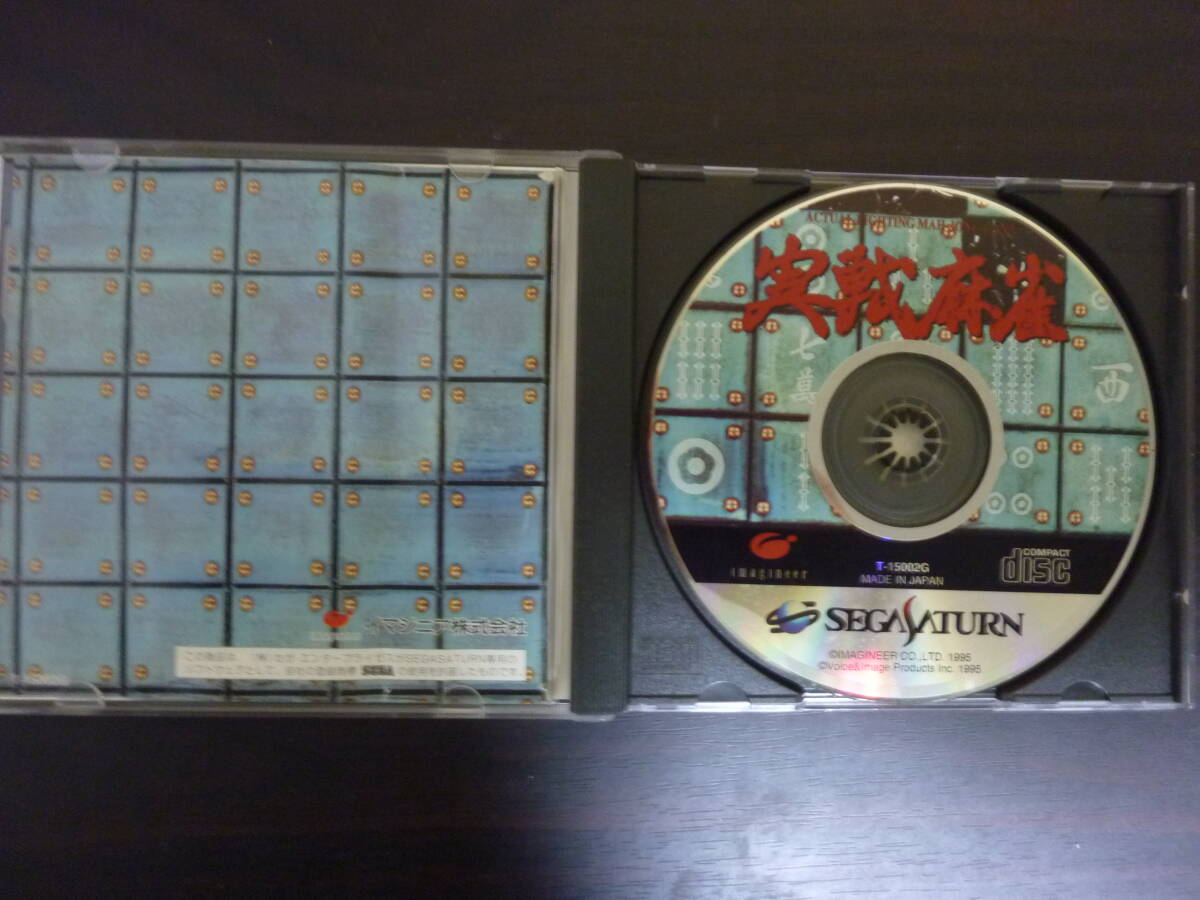 イマジニア株式会社
SEGA
ACTUAL FIGHTING MAH-JONG
実戦麻雀
七萬
西
imagineer
T-15002G
MADE IN JAPAN
COMPACT
disc
SEGASATURN
©IMAGINEER CO.,LTD. 1995
©Voice&Image Products Inc. 1995